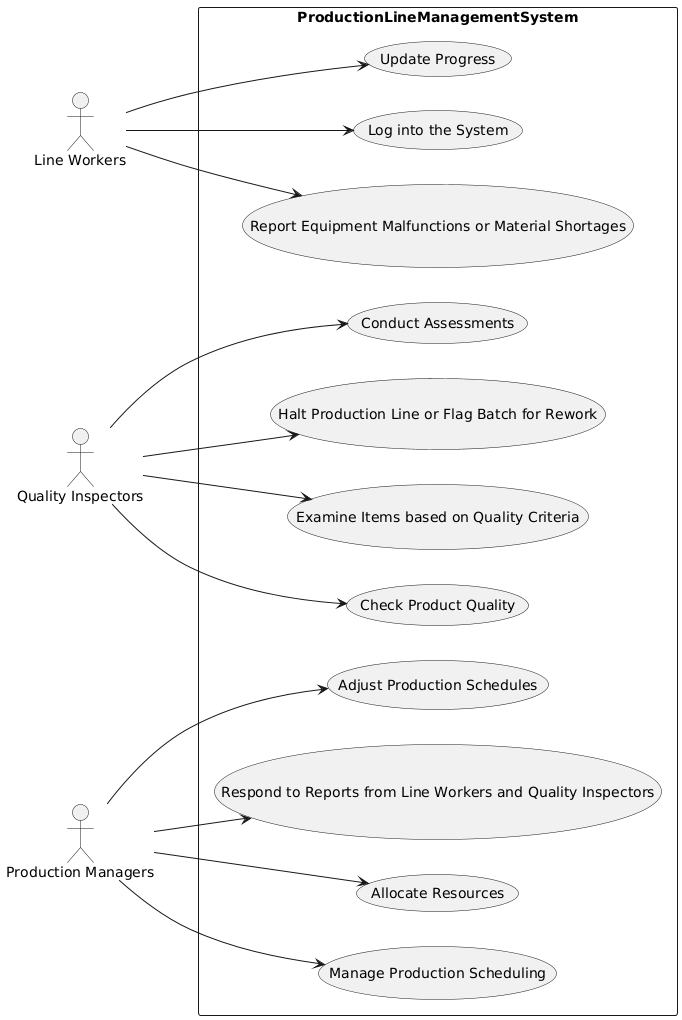 ProductionLineManagementSystem
Update Progress
Log into the System
Line Workers
Report Equipment Malfunctions or Material Shortages
Conduct Assessments
Halt Production Line or Flag Batch for Rework
Quality Inspectors
Examine Items based on Quality Criteria
Check Product Quality
Adjust Production Schedules
Respond to Reports from Line Workers and Quality Inspectors
Production Managers
Allocate Resources
Manage Production Scheduling